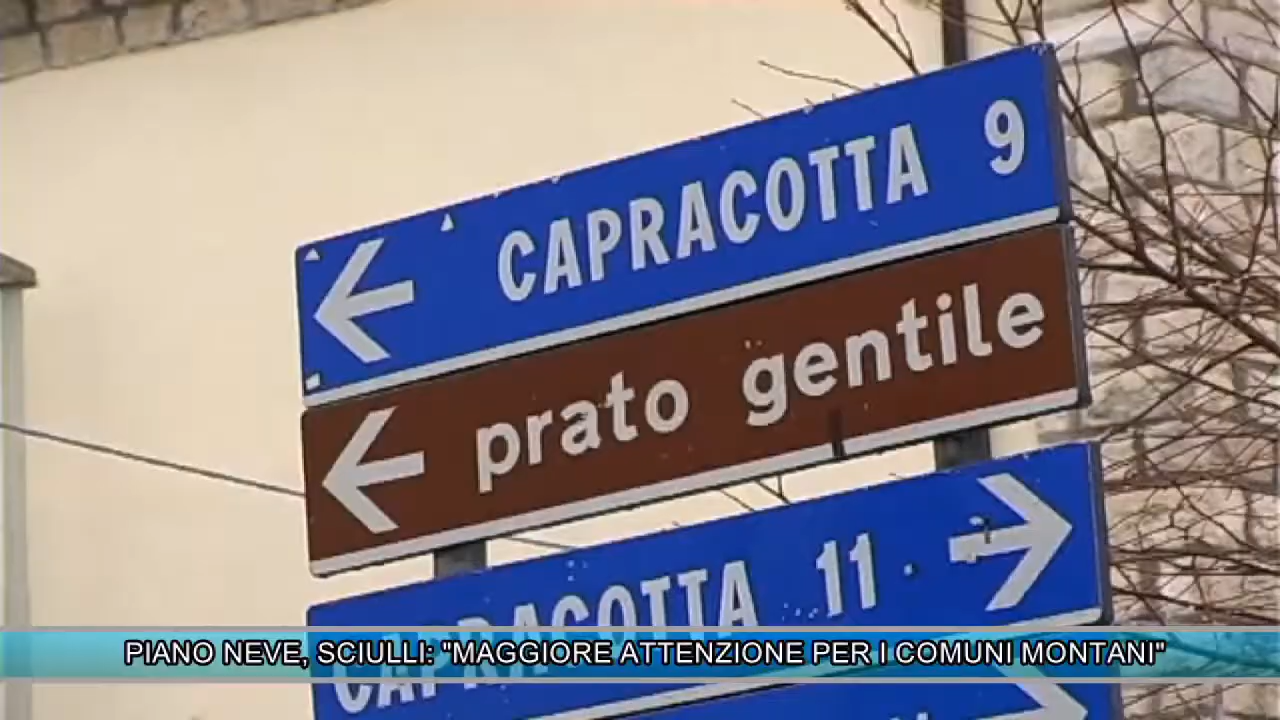 CAPRACOTTA 9
prato gentile
CAPRACOTTA 11
PIANO NEVE, SCIULLI: "MAGGIORE ATTENZIONE PER I COMUNI MONTANI"